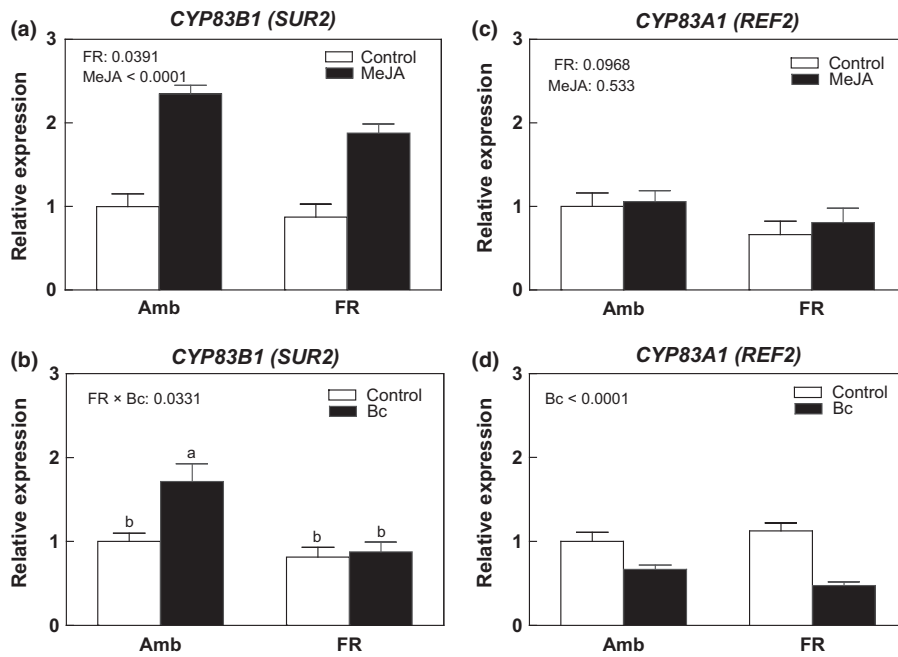 (a)
CYP83B1 (SUR2)
FR: 0.0391
MeJA < 0.0001
Control
MeJA
Relative expression
3
2
1
0
Amb
FR
(c)
CYP83A1 (REF2)
FR: 0.0968
MeJA: 0.533
Control
MeJA
Relative expression
3
2
1
0
Amb
FR
(b)
CYP83B1 (SUR2)
FR × Bc: 0.0331
Control
Bc
Relative expression
3
2
1
0
b
a
b
b
Amb
FR
(d)
CYP83A1 (REF2)
Bc < 0.0001
Control
Bc
Relative expression
3
2
1
0
Amb
FR